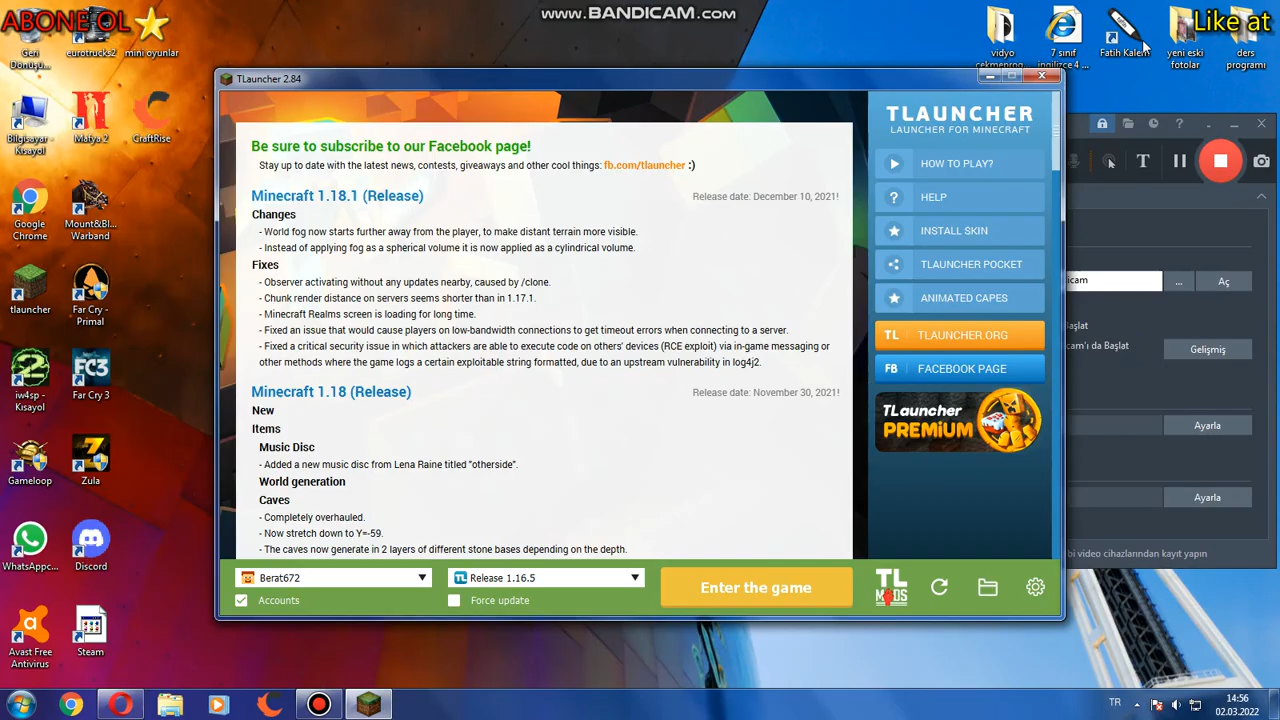 ABONE OL
www.BANDICAM.com
Like at
Geri
Dönüşü...
eurotrucks2
mini oyunlar
vidyo
çekmenprog...
7 sınıf
ingilizce 4 ...
Fatih Kalem
yeni eski
fotolar
ders
programı
Bilgisayar -
Kısayol
Mafya 2
CraftRise
Google
Chrome
Mount&Bl...
Warband
tlauncher
Far Cry -
Primal
iw4sp -
Kısayol
FC3
Far Cry 3
Gameloop
Zula
WhatsAppc...
Discord
Avast Free
Antivirus
Steam
TLauncher 2.84
Be sure to subscribe to our Facebook page!
Stay up to date with the latest news, contests, giveaways and other cool things: fb.com/tlauncher :)
Minecraft 1.18.1 (Release)
Release date: December 10, 2021!
Changes
- World fog now starts further away from the player, to make distant terrain more visible.
- Instead of applying fog as a spherical volume it is now applied as a cylindrical volume.
Fixes
- Observer activating without any updates nearby, caused by /clone.
- Chunk render distance on servers seems shorter than in 1.17.1.
- Minecraft Realms screen is loading for long time.
- Fixed an issue that would cause players on low-bandwidth connections to get timeout errors when connecting to a server.
- Fixed a critical security issue in which attackers are able to execute code on others' devices (RCE exploit) via in-game messaging or
other methods where the game logs a certain exploitable string formatted, due to an upstream vulnerability in log4j2.
Minecraft 1.18 (Release)
Release date: November 30, 2021!
New
Items
Music Disc
- Added a new music disc from Lena Raine titled "otherside".
World generation
Caves
- Completely overhauled.
- Now stretch down to Y=-59.
- The caves now generate in 2 layers of different stone bases depending on the depth.
TLAUNCHER
LAUNCHER FOR MINECRAFT
HOW TO PLAY?
HELP
INSTALL SKIN
TLAUNCHER POCKET
ANIMATED CAPES
TL TLAUNCHER.ORG
FB FACEBOOK PAGE
TLauncher
PREMIUM
Berat672
TL Release 1.16.5
Enter the game
TL
MODS
Accounts
Force update
icam
...
Aç
Başlat
icam'ı da Başlat
Gelişmiş
Ayarla
Ayarla
bi video cihazlarından kayıt yapın
TR
14:56
02.03.2022